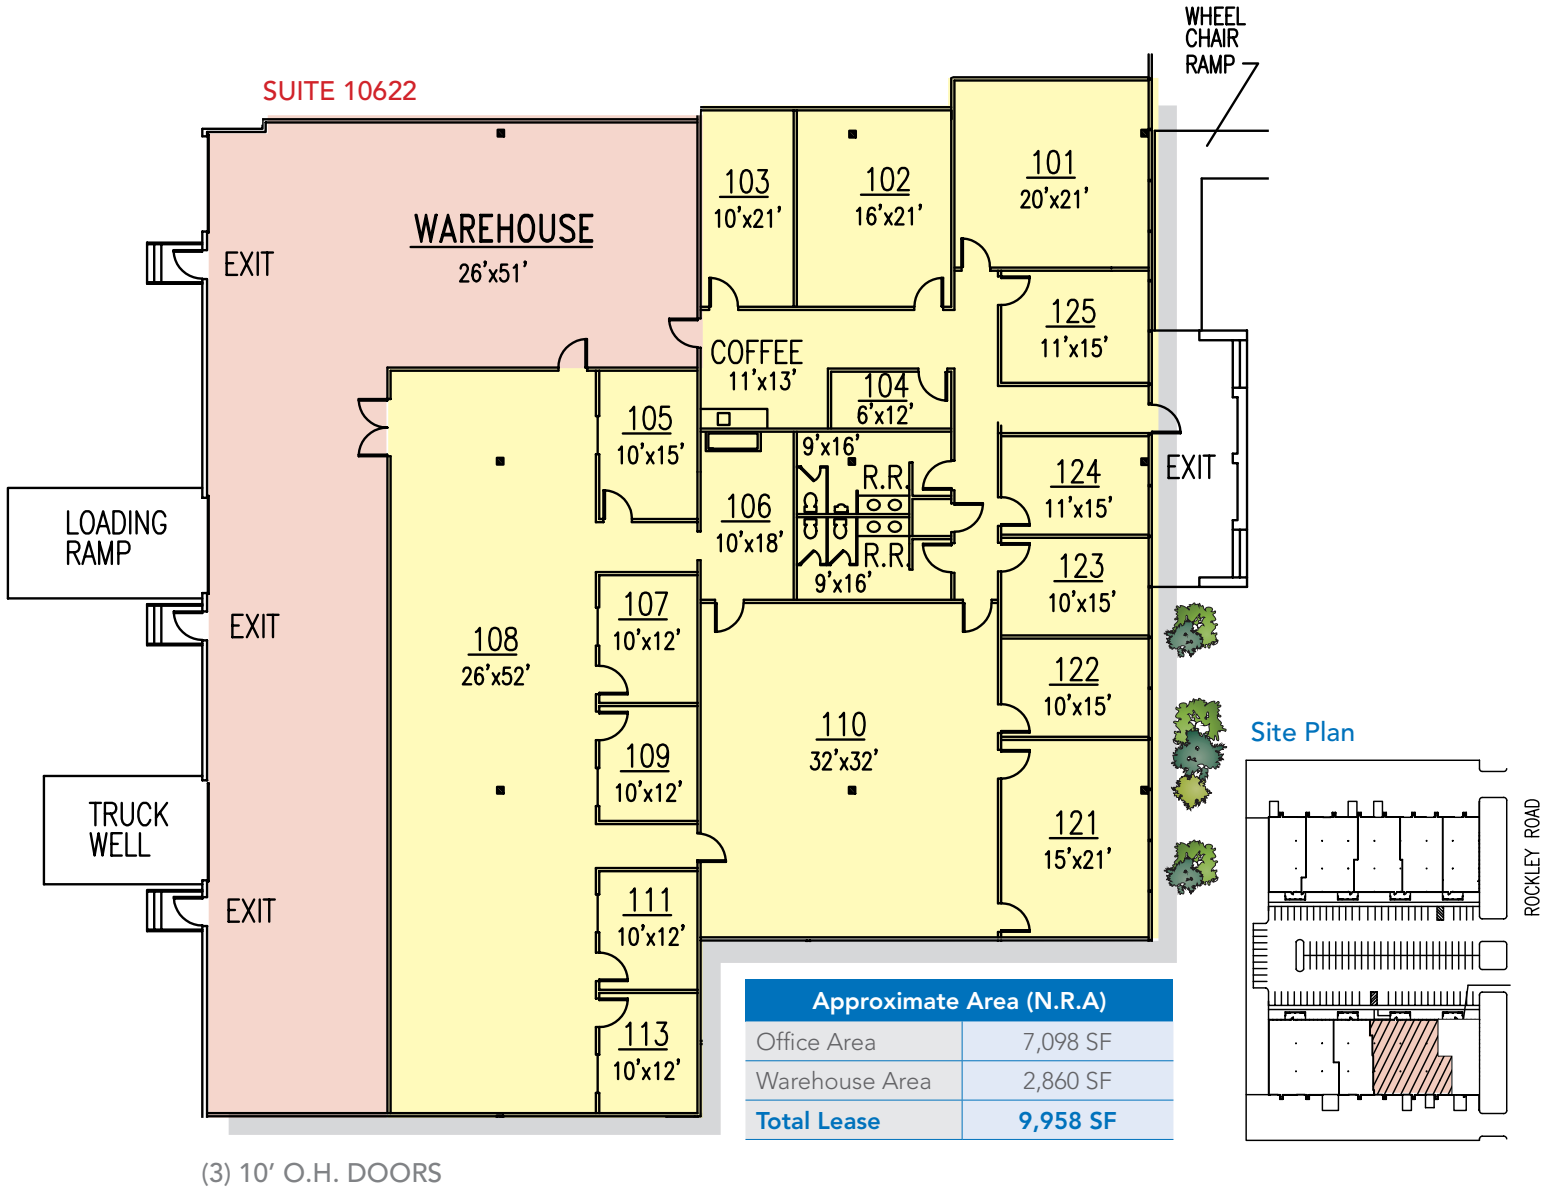 WHEEL
CHAIR
RAMP
SUITE 10622
WAREHOUSE
26'x51'
103
10'x21'
102
16'x21'
101
20'x21'
EXIT
125
11'x15'
COFFEE
11'x13'
104
6'x12'
105
10'x15'
9'x16'
R.R.
124
11'x15'
EXIT
106
10'x18'
R.R.
9'x16'
LOADING
RAMP
123
10'x15'
EXIT
107
10'x12'
108
26'x52'
122
10'x15'
110
32'x32'
109
10'x12'
Site Plan
TRUCK
WELL
121
15'x21'
ROCKLEY ROAD
EXIT
111
10'x12'
113
10'x12'
Approximate Area (N.R.A)
Office Area 7,098 SF
Warehouse Area 2,860 SF
Total Lease 9,958 SF
(3) 10' O.H. DOORS